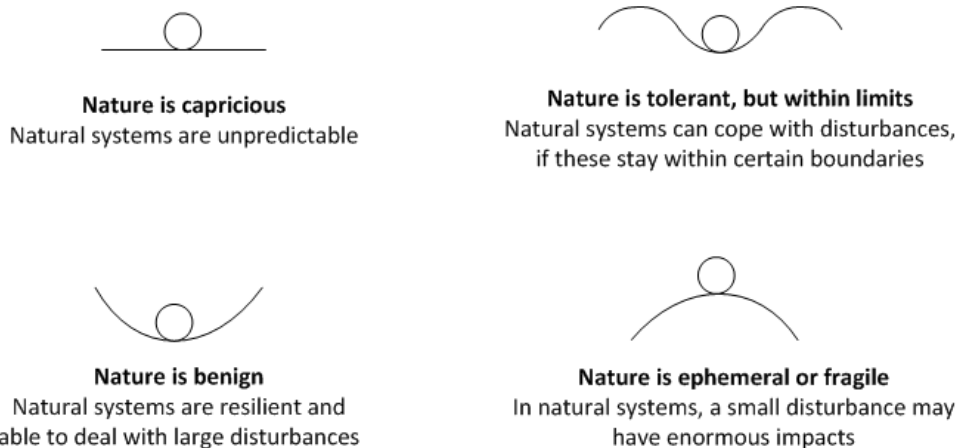 Nature is capricious
Natural systems are unpredictable
Nature is tolerant, but within limits
Natural systems can cope with disturbances,
if these stay within certain boundaries
Nature is benign
Natural systems are resilient and
able to deal with large disturbances
Nature is ephemeral or fragile
In natural systems, a small disturbance may
have enormous impacts